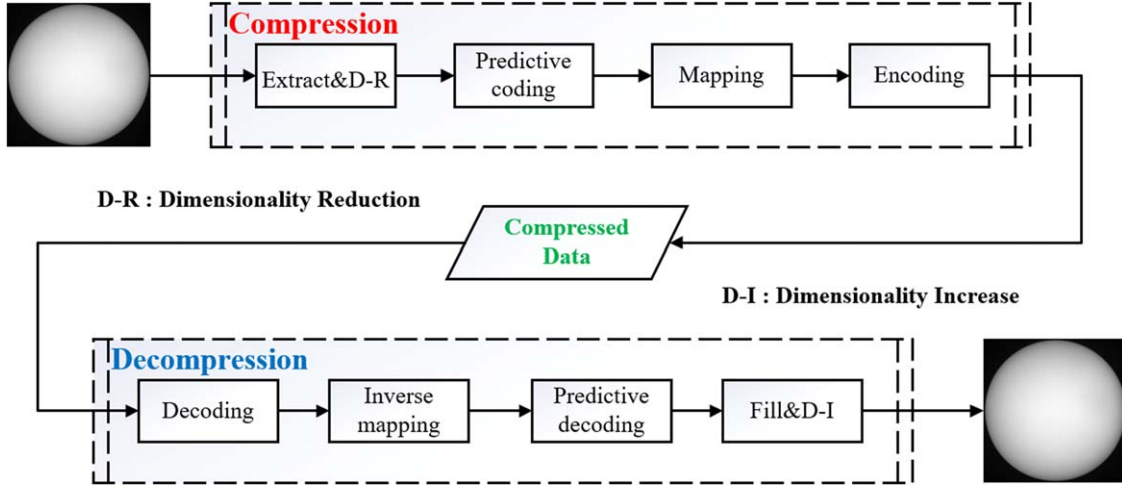 Compression
Extract&D-R
Predictive
coding
Mapping
Encoding
D-R : Dimensionality Reduction
Compressed
Data
D-I : Dimensionality Increase
Decompression
Decoding
Inverse
mapping
Predictive
decoding
Fill&D-I